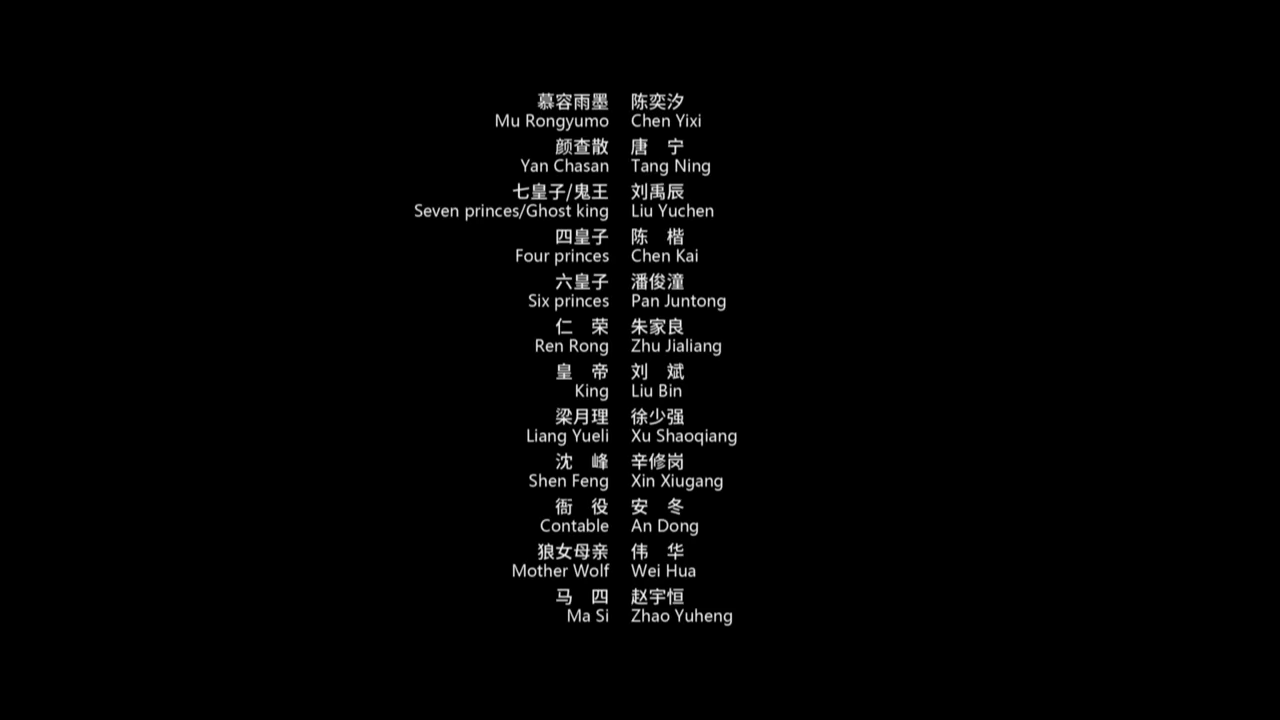 慕容雨墨 陈奕汐
Mu Rongyumo Chen Yixi
颜查散 唐 宁
Yan Chasan Tang Ning
七皇子/鬼王 刘禹辰
Seven princes/Ghost king Liu Yuchen
四皇子 陈 楷
Four princes Chen Kai
六皇子 潘俊潼
Six princes Pan Juntong
仁 荣 朱家良
Ren Rong Zhu Jialiang
皇 帝 刘 斌
King Liu Bin
梁月理 徐少强
Liang Yueli Xu Shaoqiang
沈 峰 辛修岗
Shen Feng Xin Xiugang
衙 役 安 冬
Contable An Dong
狼女母亲 伟 华
Mother Wolf Wei Hua
马 四 赵宇恒
Ma Si Zhao Yuheng